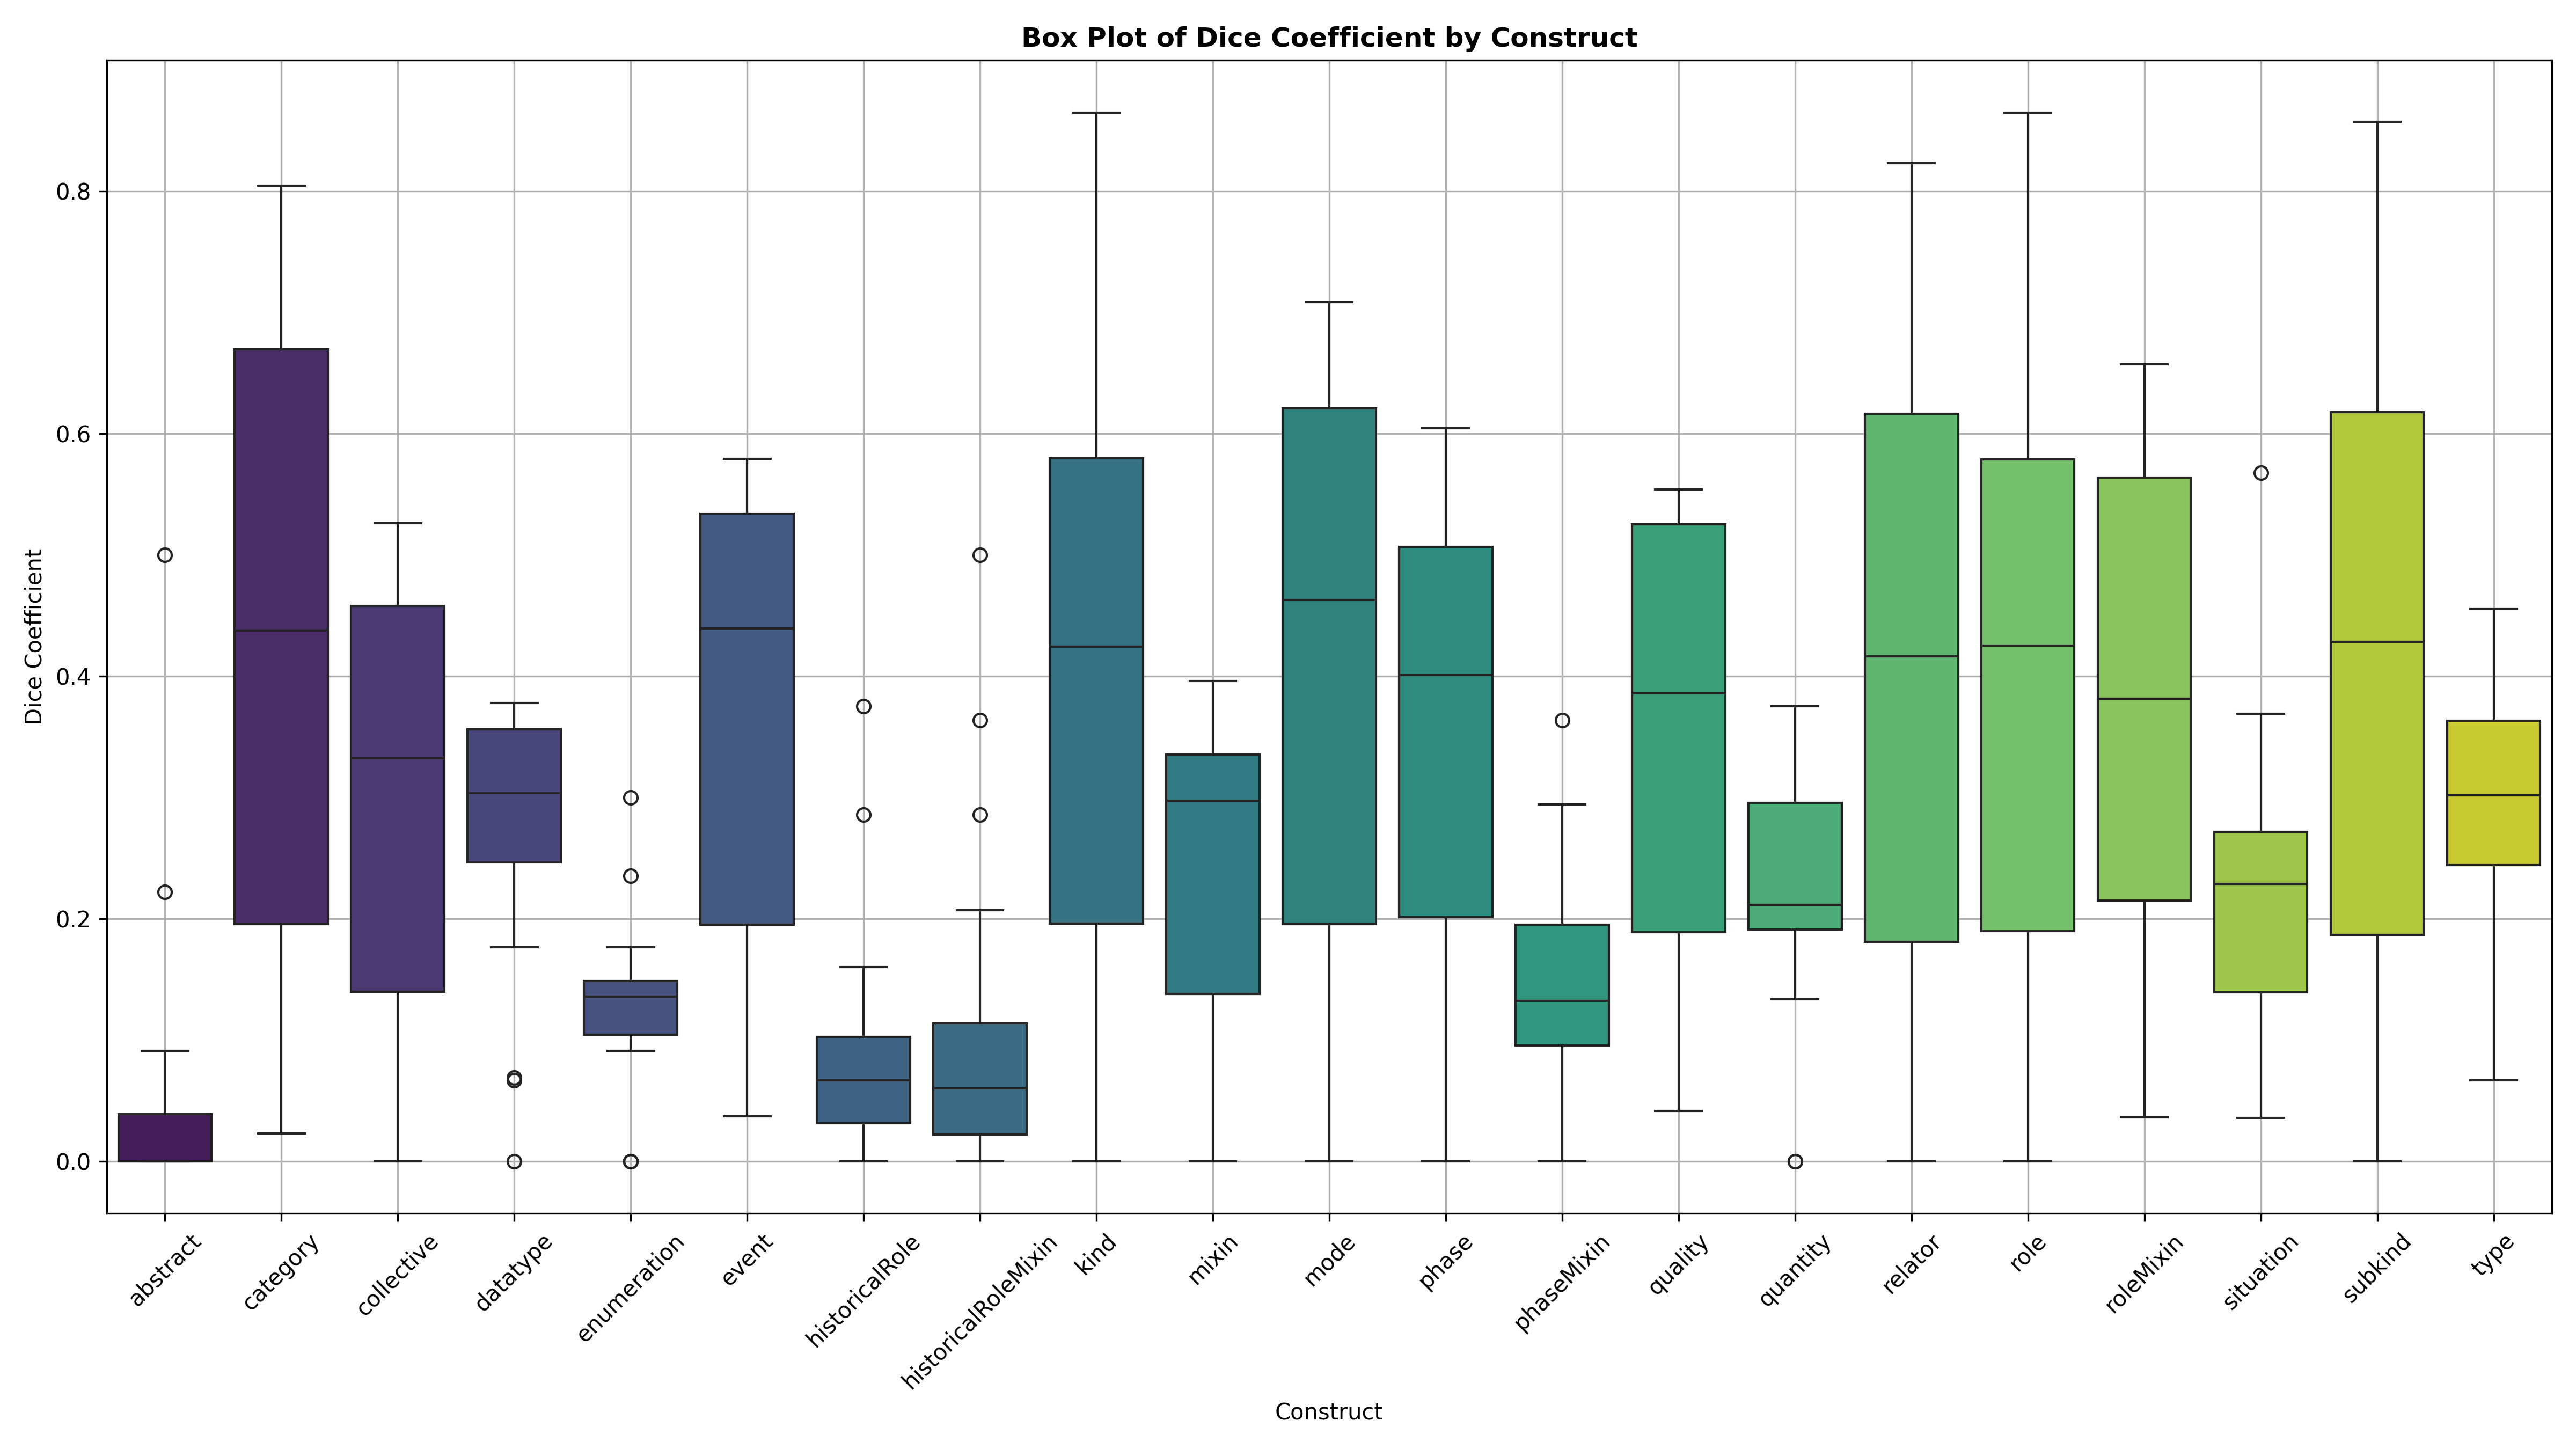 Box Plot of Dice Coefficient by Construct
Dice Coefficient
0.8
0.6
0.4
0.2
0.0
abstract
category
collective
datatype
enumeration
event
historicalRole
historicalRoleMixin
kind
mixin
mode
phase
phaseMixin
quality
quantity
relator
role
roleMixin
situation
subkind
type
Construct